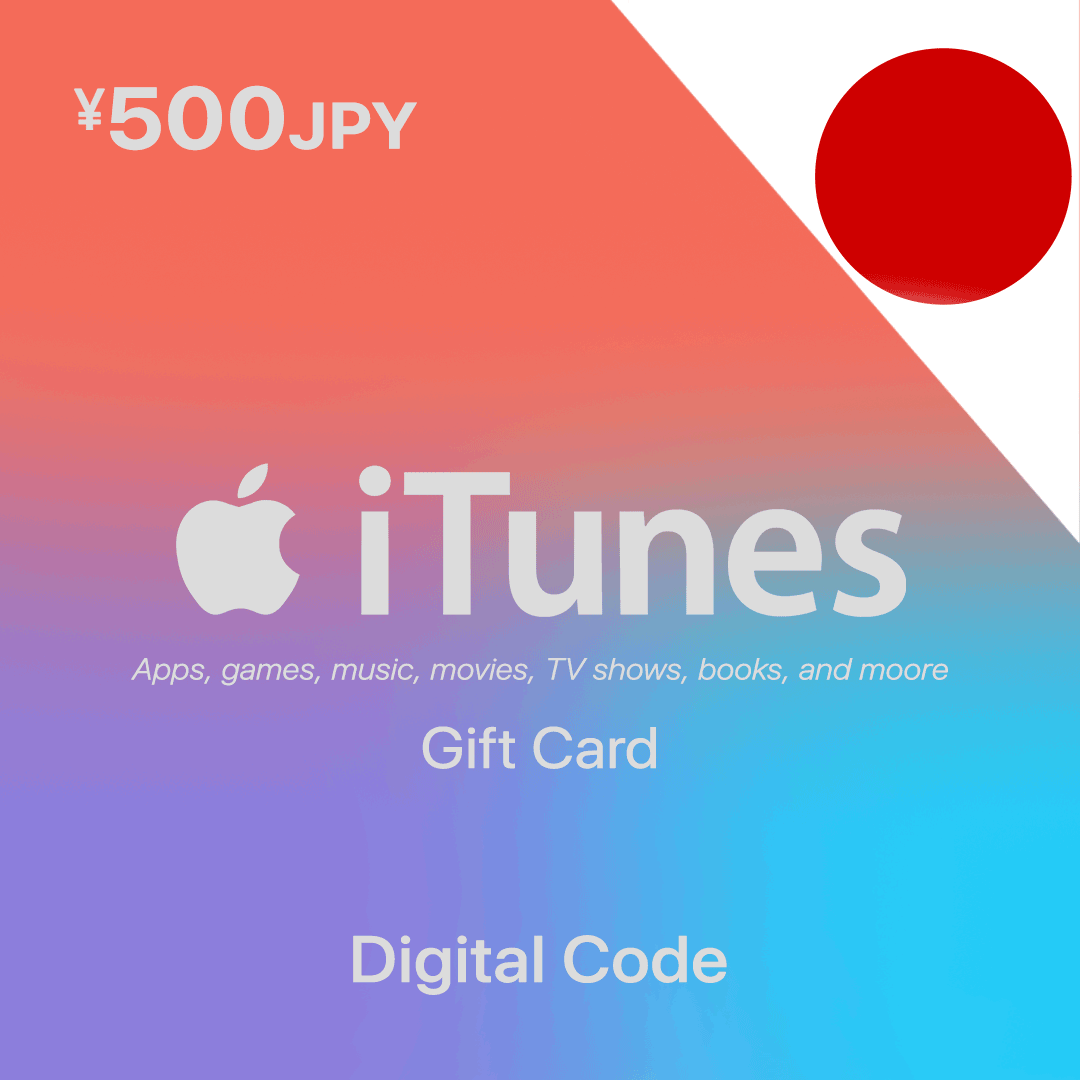 ¥500JPY
iTunes
Apps, games, music, movies, TV shows, books, and moore
Gift Card
Digital Code